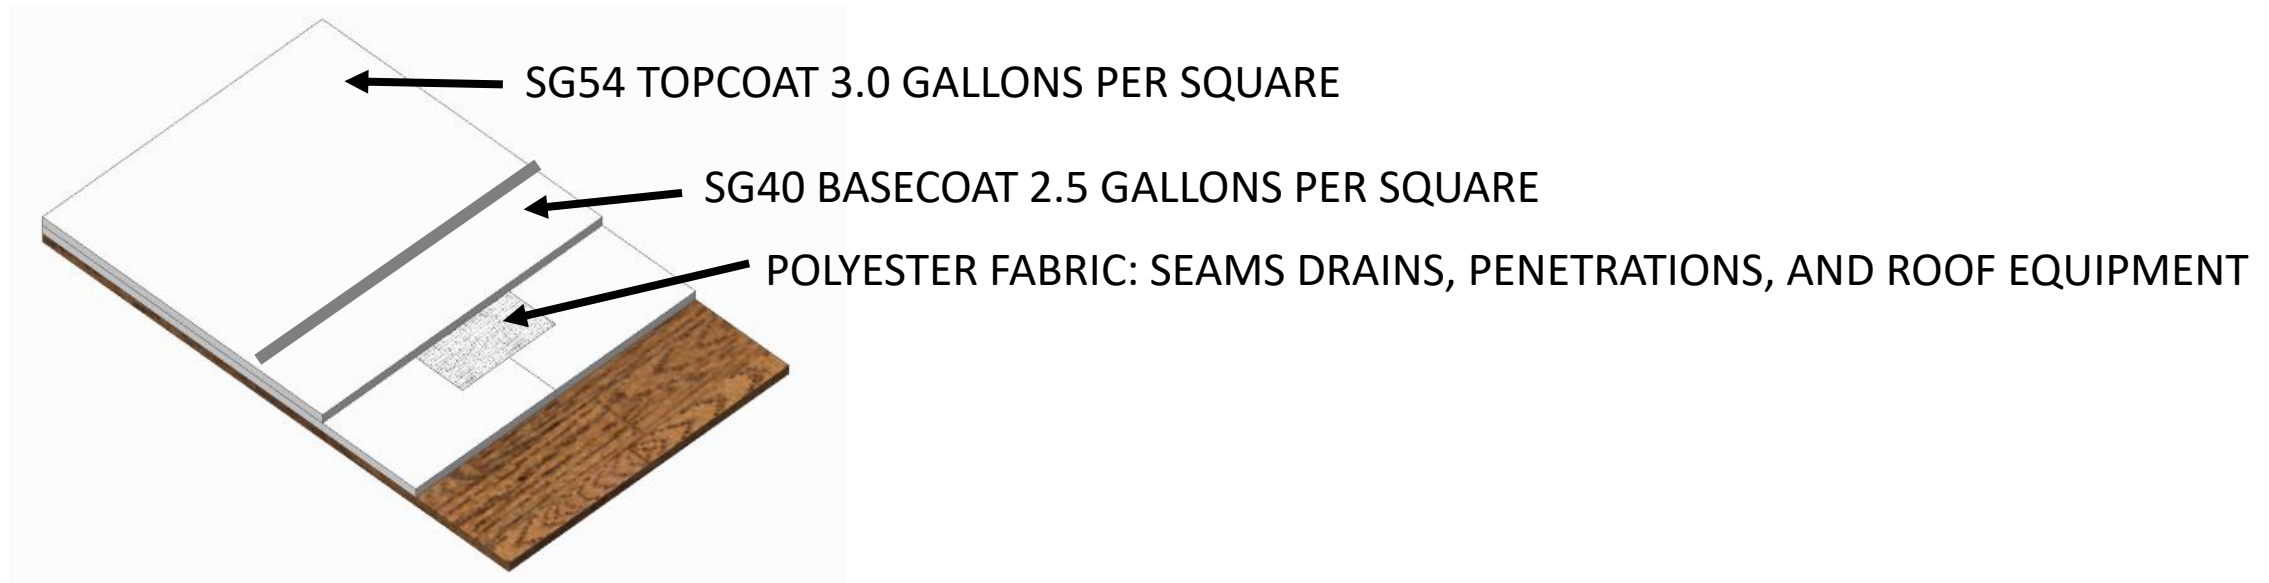 SG54 TOPCOAT 3.0 GALLONS PER SQUARE
SG40 BASECOAT 2.5 GALLONS PER SQUARE
POLYESTER FABRIC: SEAMS DRAINS, PENETRATIONS, AND ROOF EQUIPMENT